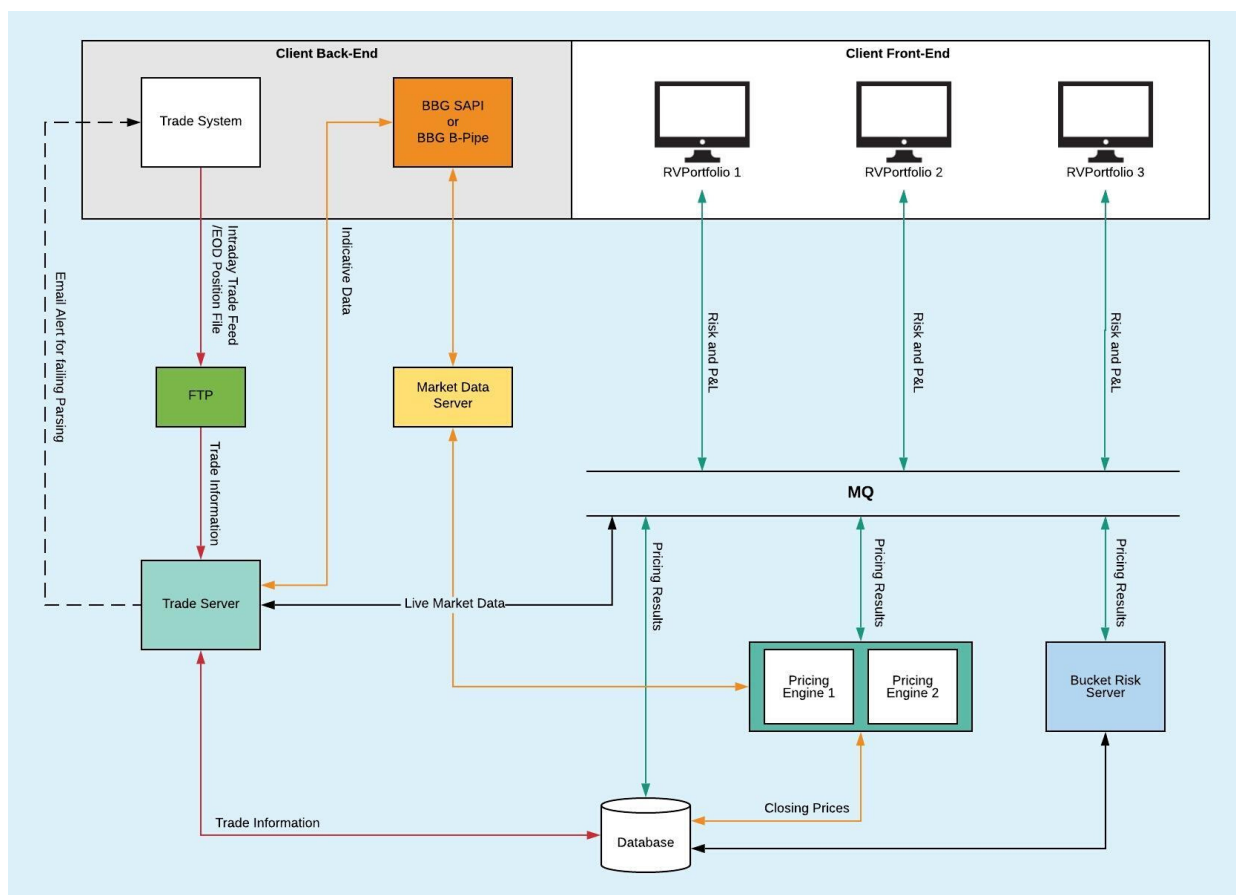 Client Back-End
Client Front-End
Trade System
BBG SAPI
or
BBG B-Pipe
RVPortfolio 1
RVPortfolio 2
RVPortfolio 3
Intraday Trade Feed
/EOD Position File
Indicative Data
Email Alert for failing Parsing
Risk and P&L
Risk and P&L
Risk and P&L
FTP
Market Data
Server
Trade Information
MQ
Pricing Results
Pricing Results
Pricing Results
Trade Server
Live Market Data
Pricing
Engine 1
Pricing
Engine 2
Bucket Risk
Server
Closing Prices
Trade Information
Database